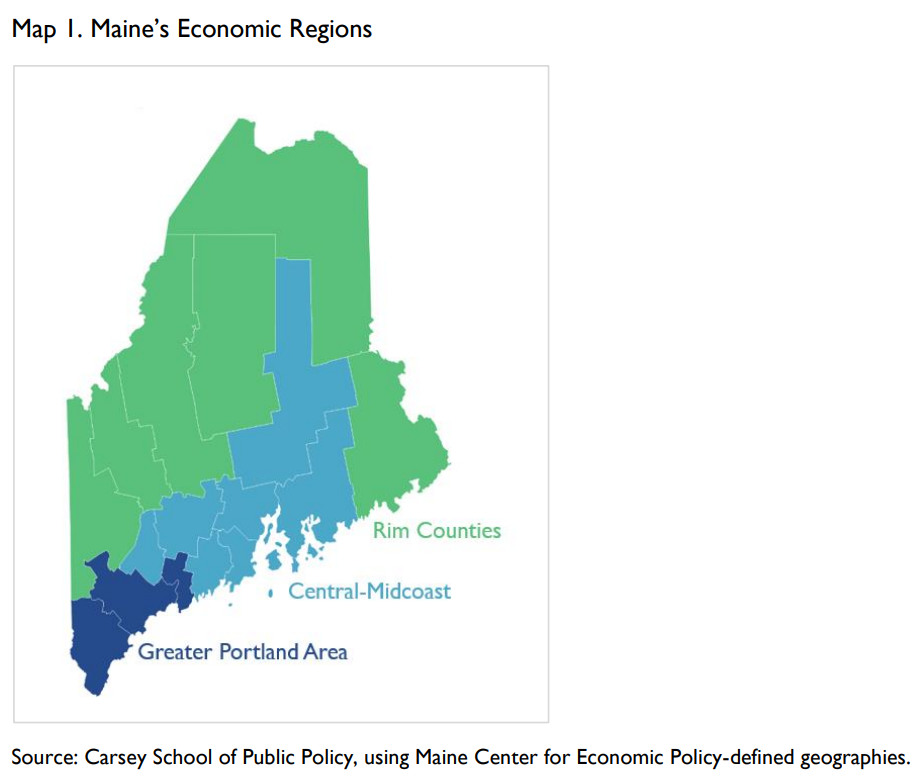 Map 1. Maine’s Economic Regions
Rim Counties
Central-Midcoast
Greater Portland Area
Source: Carsey School of Public Policy, using Maine Center for Economic Policy-defined geographies.